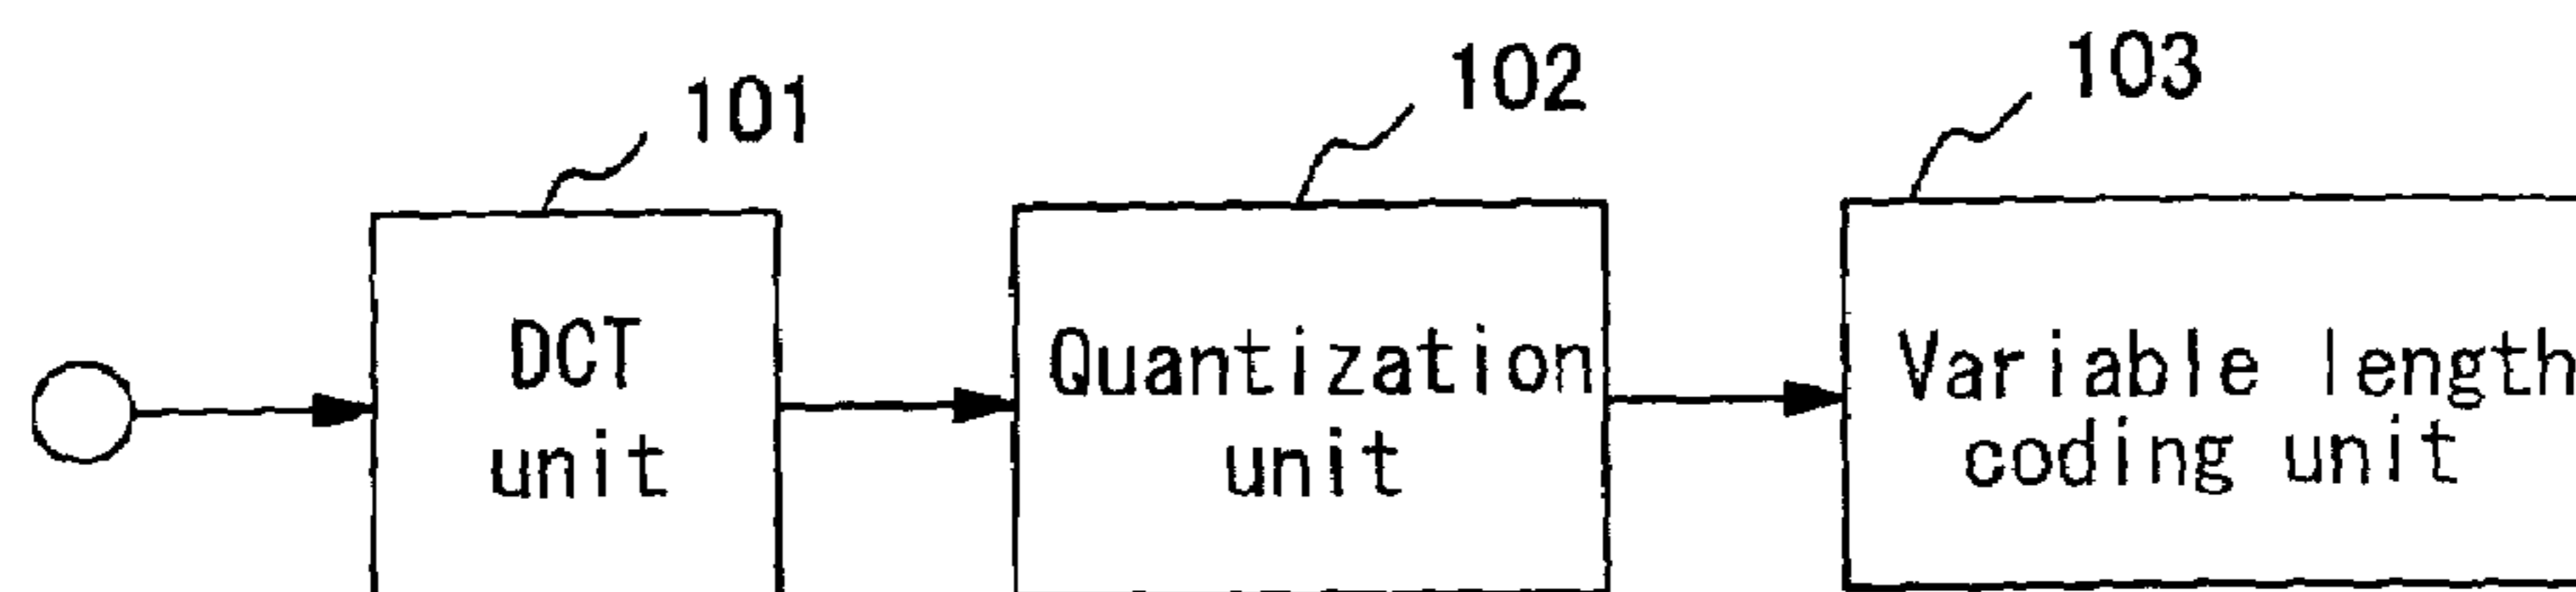 101
102
103
DCT
unit
Quantization
unit
Variable length
coding unit